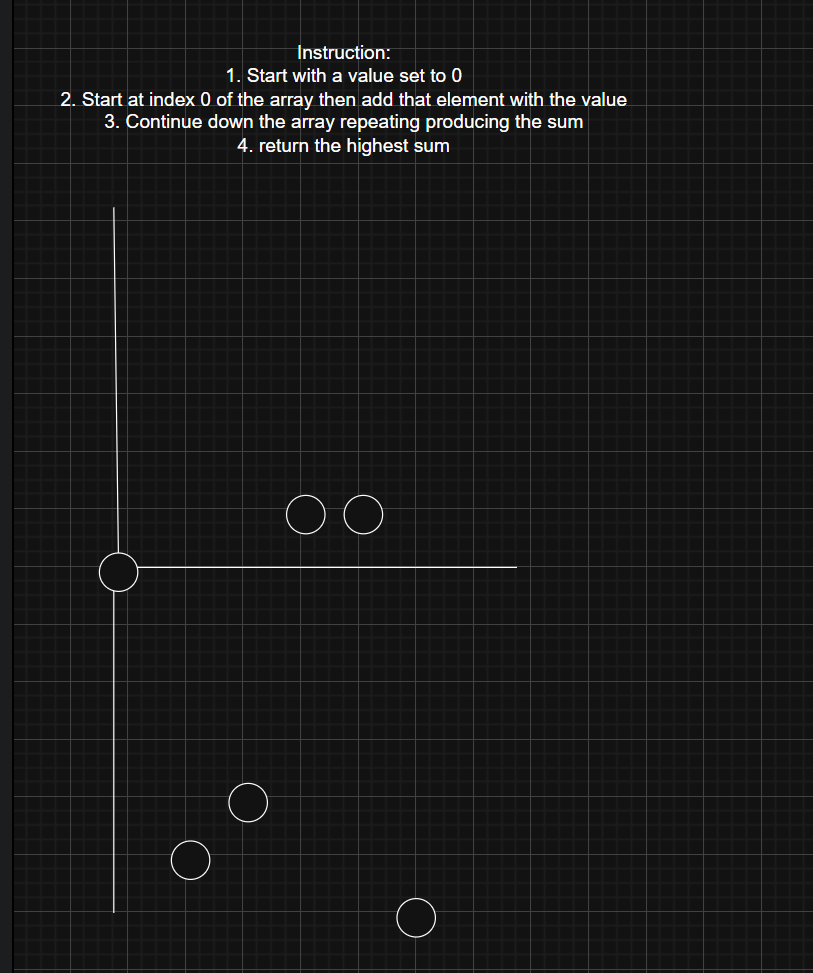 Instruction:
1. Start with a value set to 0
2. Start at index 0 of the array then add that element with the value
3. Continue down the array repeating producing the sum
4. return the highest sum